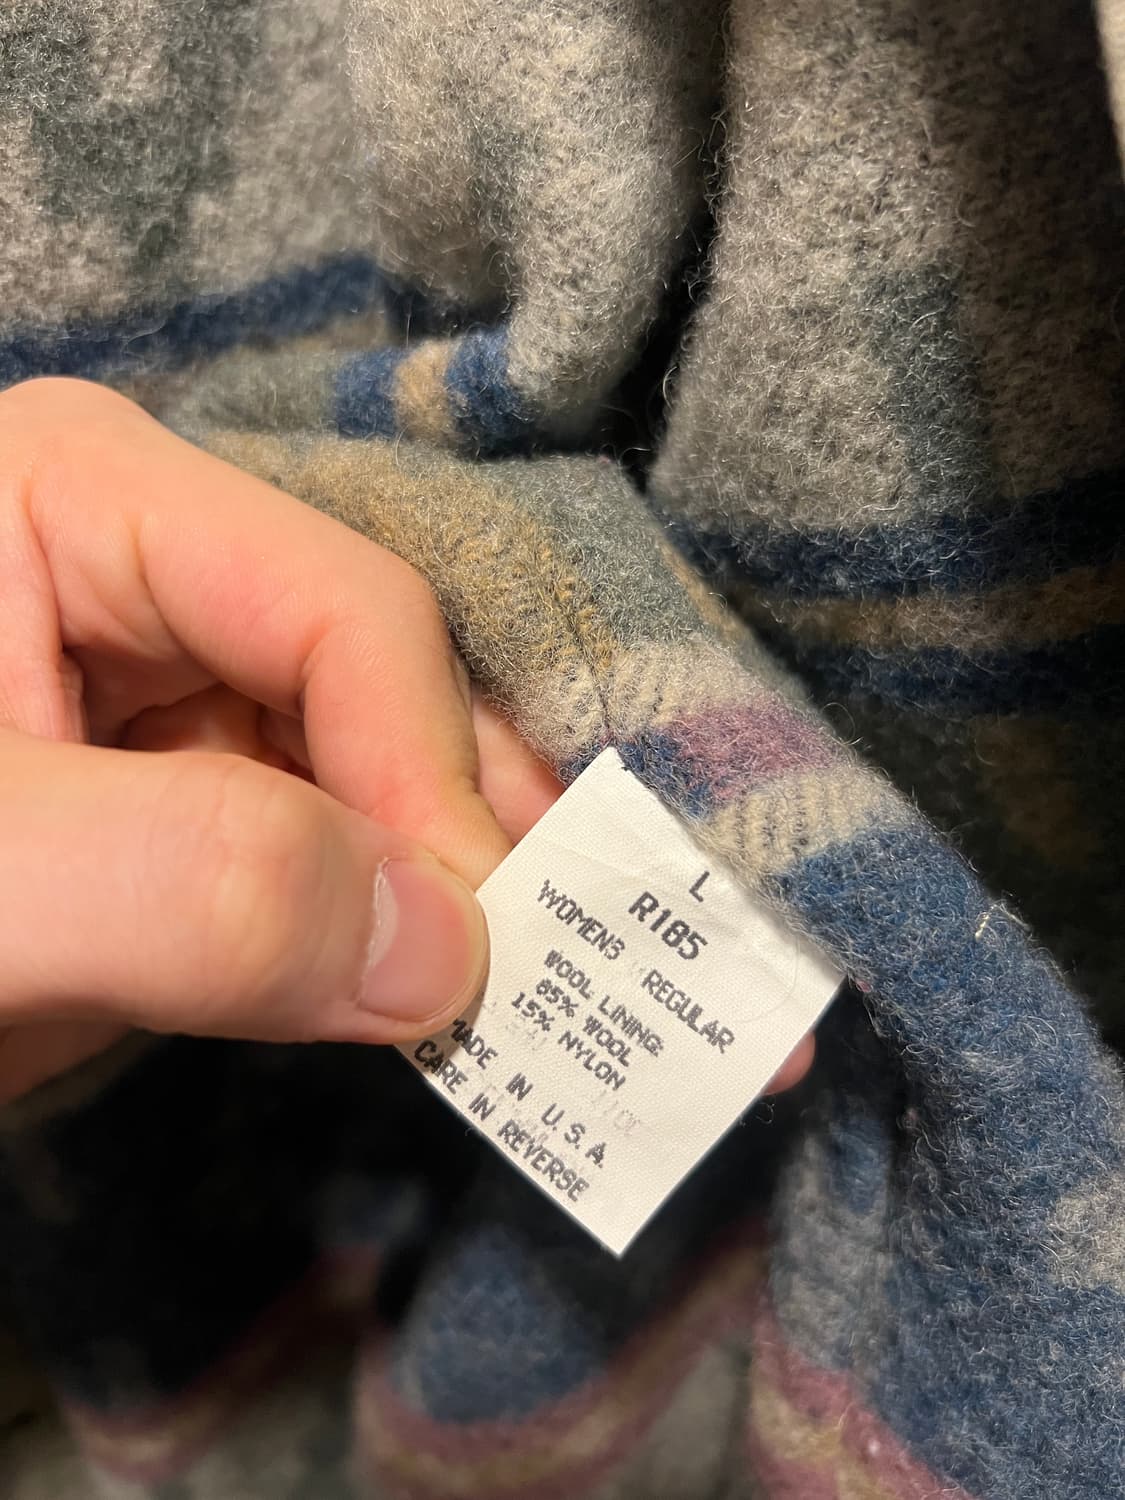 L
R185
WOMENS REGULAR
WOOL LINING:
85% WOOL
15% NYLON
MADE IN U.S.A.
CARE IN REVERSE